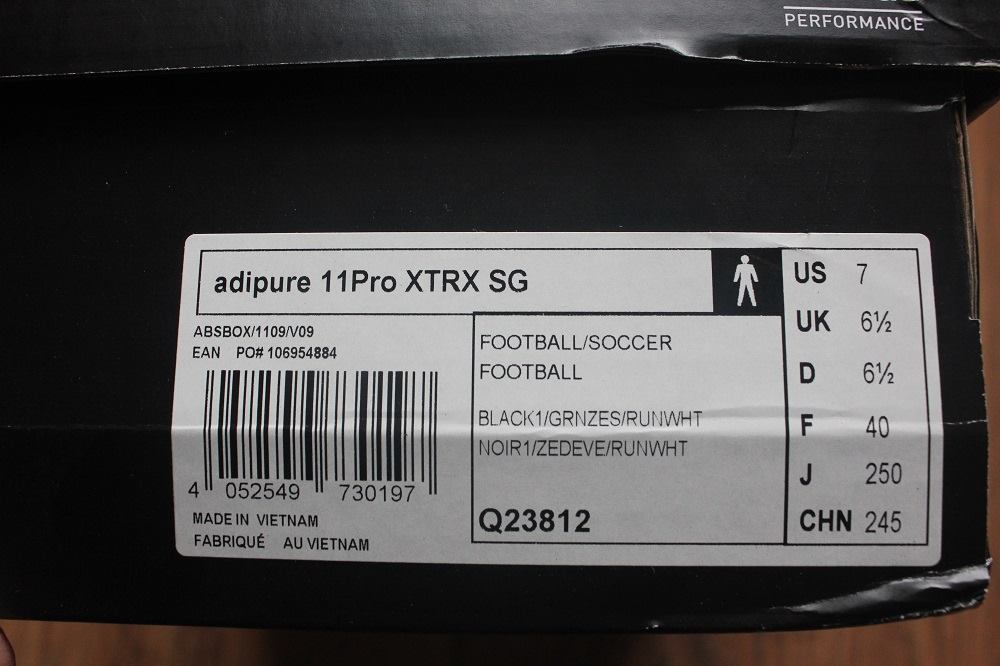 PERFORMANCE
adipure 11Pro XTRX SG
ABSBOX/1109/V09
EAN PO# 106954884
4 052549 730197
MADE IN VIETNAM
FABRIQUÉ AU VIETNAM
FOOTBALL/SOCCER
FOOTBALL
BLACK1/GRNZES/RUNWHT
NOIR1/ZEDEVE/RUNWHT
Q23812
US 7
UK 6½
D 6½
F 40
J 250
CHN 245